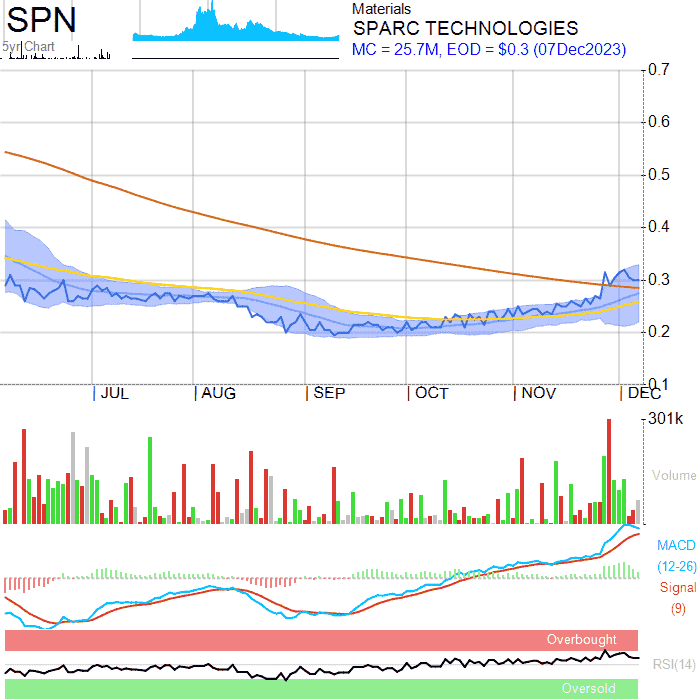 SPN
5yr Chart
Materials
SPARC TECHNOLOGIES
MC = 25.7M, EOD = $0.3 (07Dec2023)
0.7
0.6
0.5
0.4
0.3
0.2
0.1
JUL AUG SEP OCT NOV DEC
301k
Volume
MACD
(12-26)
Signal
(9)
Overbought
RSI(14)
Oversold